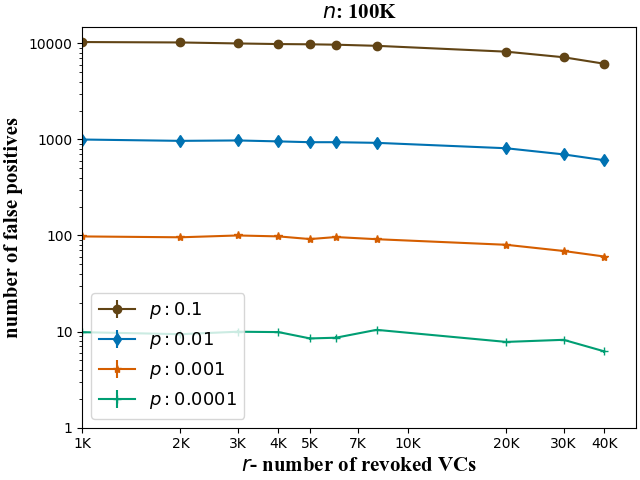 n: 100K
number of false positives
10000
1000
100
10
1
p : 0.1
p : 0.01
p : 0.001
p : 0.0001
1K 2K 3K 4K 5K 7K 10K 20K 30K 40K
r- number of revoked VCs